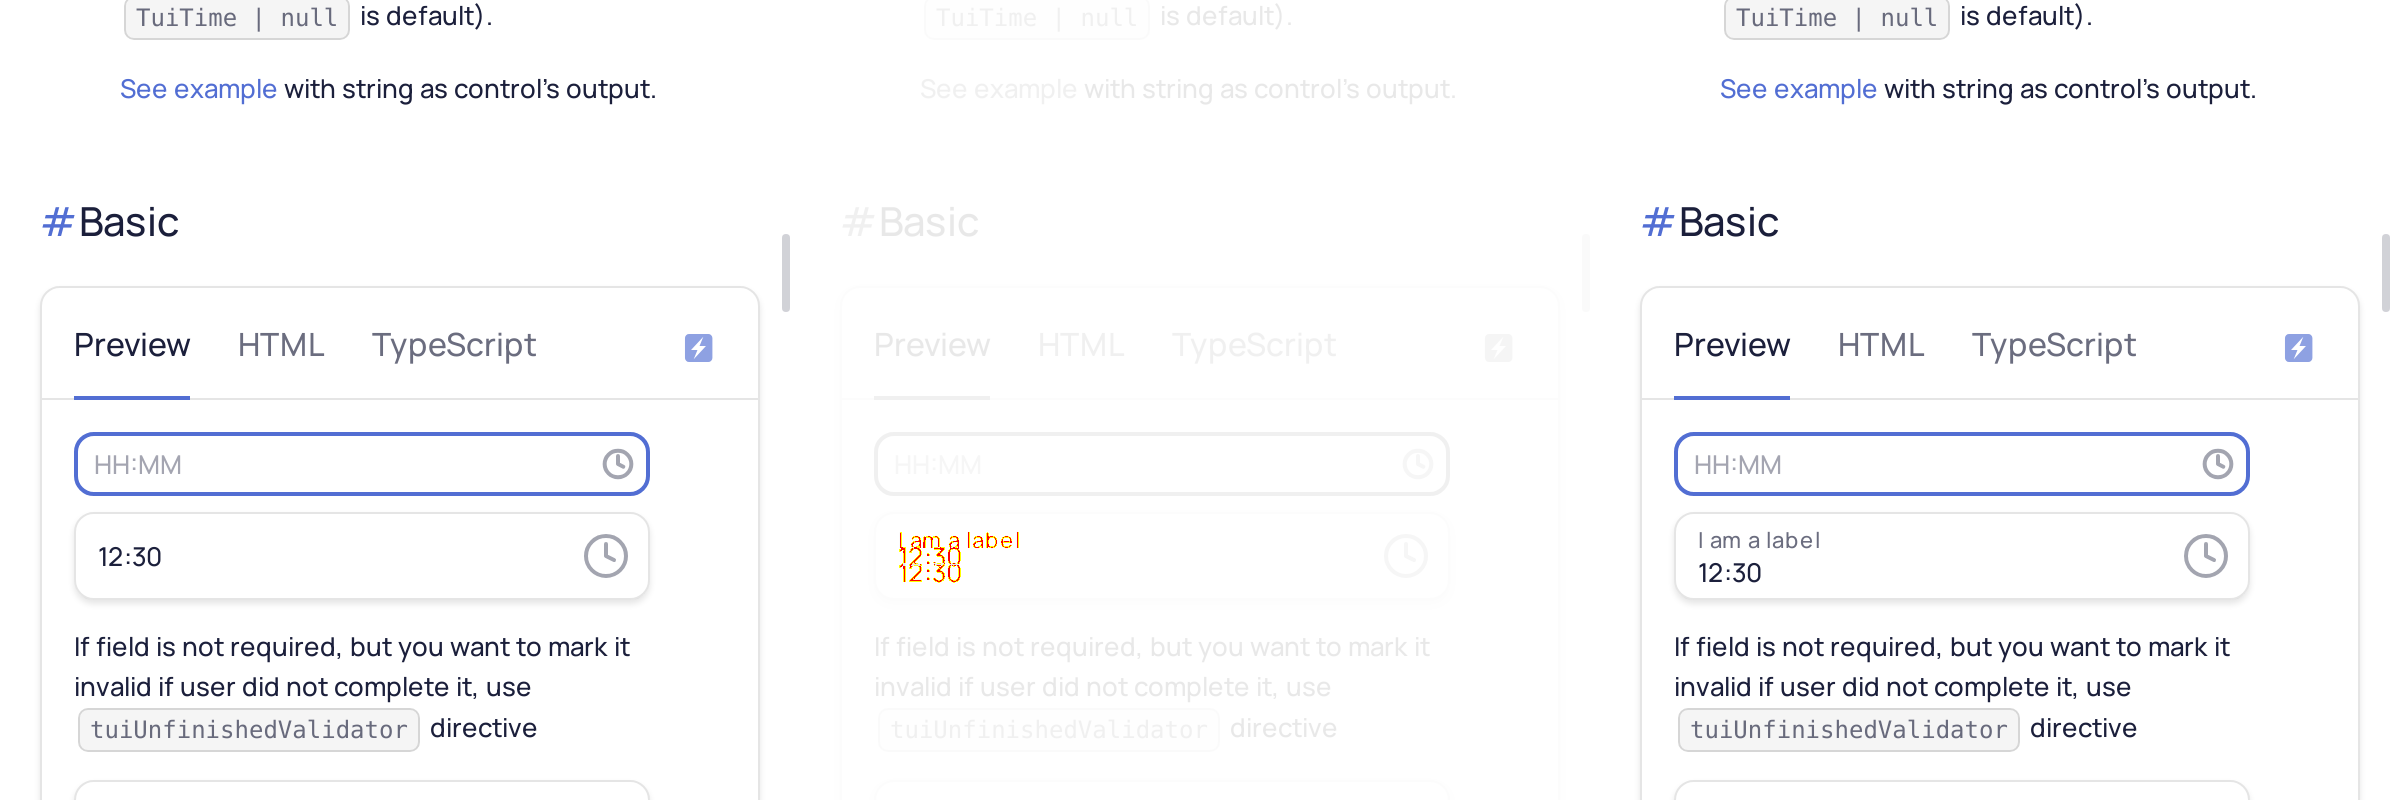 TuiTime | null is default).
See example with string as control's output.
#Basic
Preview HTML TypeScript
HH:MM
12:30
If field is not required, but you want to mark it
invalid if user did not complete it, use
tuiUnfinishedValidator directive
TuiTime | null is default).
See example with string as control's output.
#Basic
Preview HTML TypeScript
HH:MM
I am a label
12:30
12:30
If field is not required, but you want to mark it
invalid if user did not complete it, use
tuiUnfinishedValidator directive
TuiTime | null is default).
See example with string as control's output.
#Basic
Preview HTML TypeScript
HH:MM
I am a label
12:30
If field is not required, but you want to mark it
invalid if user did not complete it, use
tuiUnfinishedValidator directive